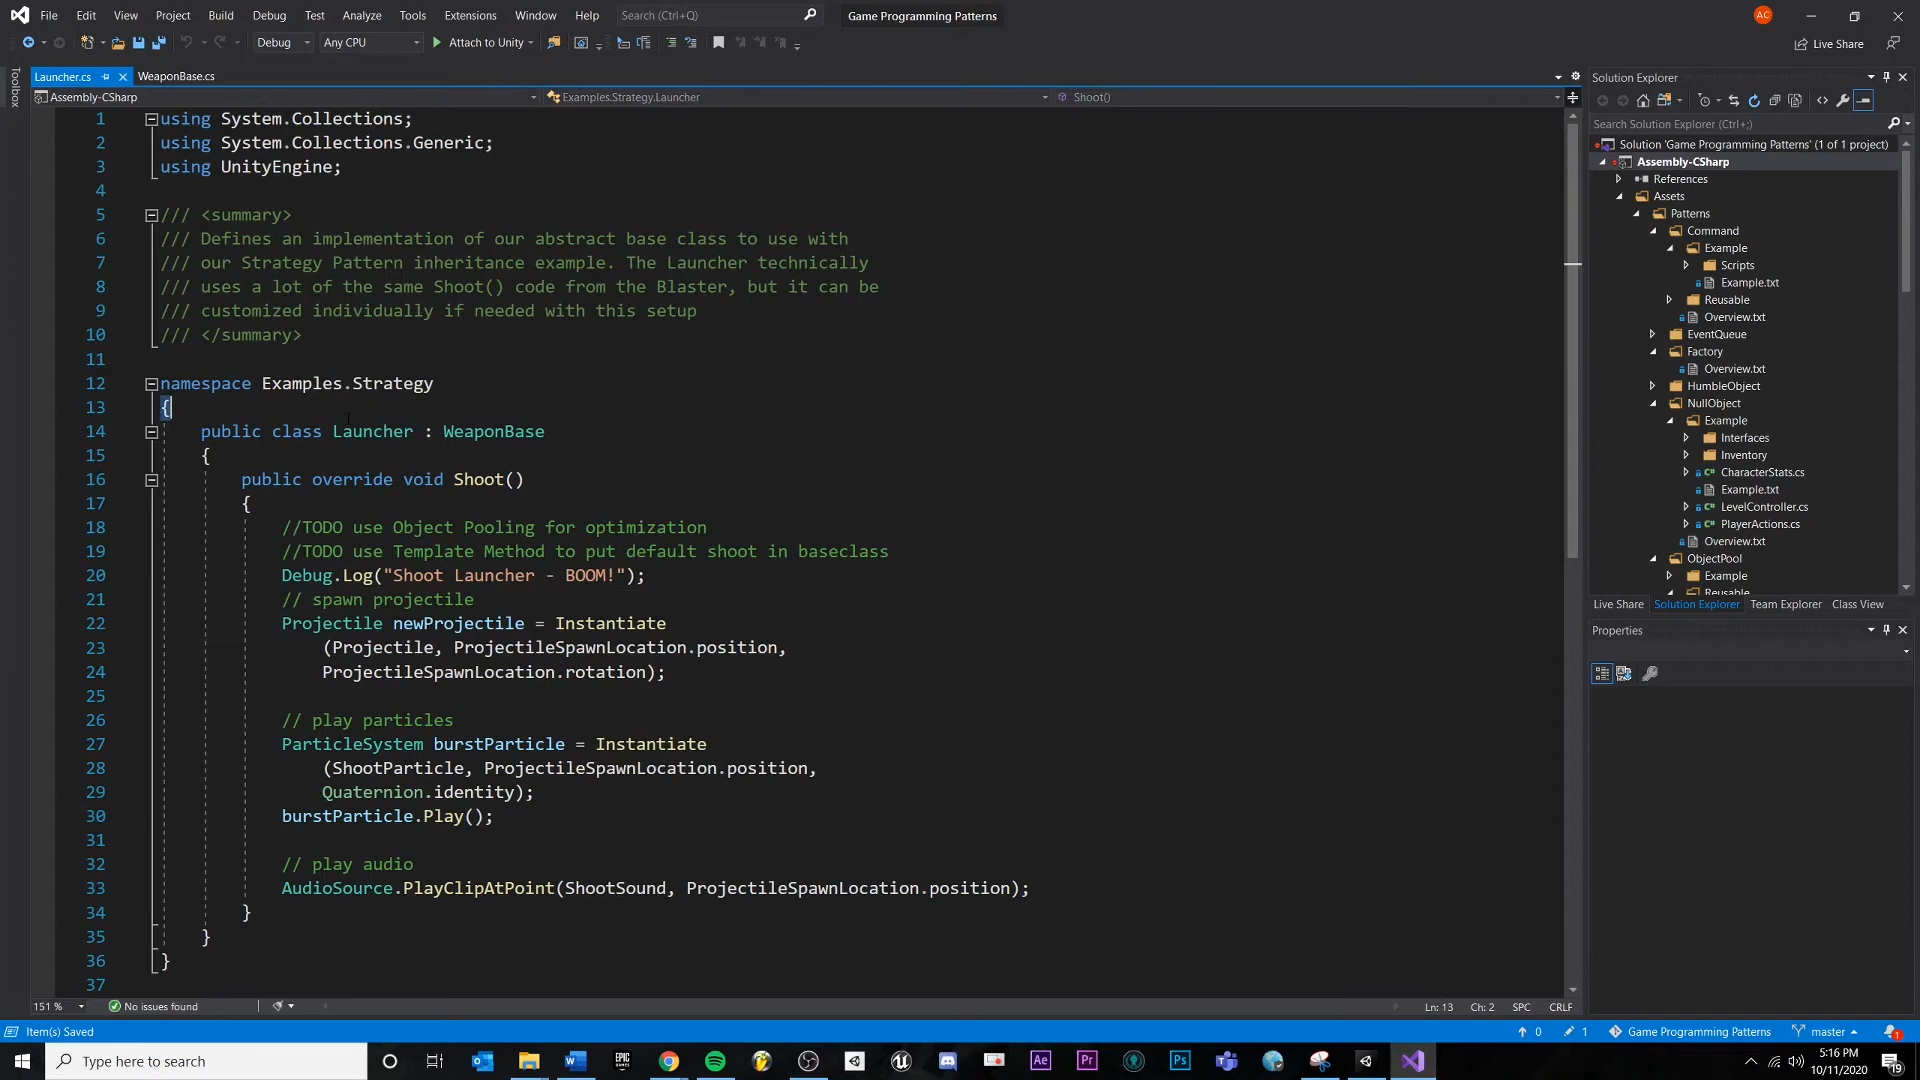 File Edit View Project Build Debug Test Analyze Tools Extensions Window Help Search (Ctrl+Q) Game Programming Patterns AC
Debug Any CPU Attach to Unity Live Share
Toolbox
Launcher.cs WeaponBase.cs
Assembly-CSharp Examples.Strategy.Launcher Shoot()
1 using System.Collections;
2 using System.Collections.Generic;
3 using UnityEngine;
4
5 /// <summary>
6 /// Defines an implementation of our abstract base class to use with
7 /// our Strategy Pattern inheritance example. The Launcher technically
8 /// uses a lot of the same Shoot() code from the Blaster, but it can be
9 /// customized individually if needed with this setup
10 /// </summary>
11
12 namespace Examples.Strategy
13 {
14 public class Launcher : WeaponBase
15 {
16 public override void Shoot()
17 {
18 //TODO use Object Pooling for optimization
19 //TODO use Template Method to put default shoot in baseclass
20 Debug.Log("Shoot Launcher - BOOM!");
21 // spawn projectile
22 Projectile newProjectile = Instantiate
23 (Projectile, ProjectileSpawnLocation.position,
24 ProjectileSpawnLocation.rotation);
25
26 // play particles
27 ParticleSystem burstParticle = Instantiate
28 (ShootParticle, ProjectileSpawnLocation.position,
29 Quaternion.identity);
30 burstParticle.Play();
31
32 // play audio
33 AudioSource.PlayClipAtPoint(ShootSound, ProjectileSpawnLocation.position);
34 }
35 }
36 }
37
151 % No issues found Ln: 13 Ch: 2 SPC CRLF
Solution Explorer
Search Solution Explorer (Ctrl+;)
Solution 'Game Programming Patterns' (1 of 1 project)
Assembly-CSharp
References
Assets
Patterns
Command
Example
Scripts
Example.txt
Reusable
Overview.txt
EventQueue
Factory
Overview.txt
HumbleObject
NullObject
Example
Interfaces
Inventory
CharacterStats.cs
Example.txt
LevelController.cs
PlayerActions.cs
Overview.txt
ObjectPool
Example
Reusable
Live Share Solution Explorer Team Explorer Class View
Properties
Item(s) Saved 0 1 Game Programming Patterns master 1
Type here to search W EPIC GAMES Ae Pr Ps 5:16 PM
10/11/2020 19